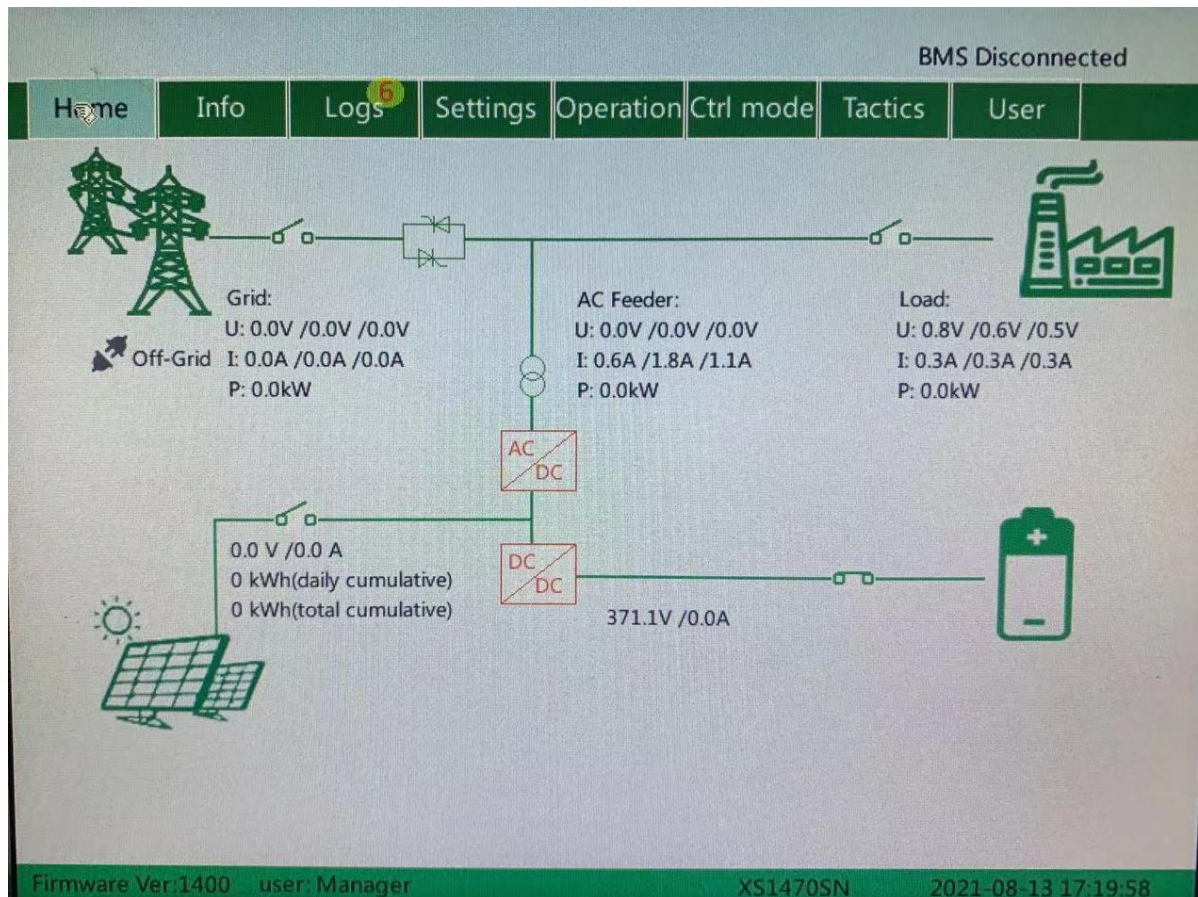 BMS Disconnected
Home Info Logs 6 Settings Operation Ctrl mode Tactics User
Grid:
U: 0.0V /0.0V /0.0V
Off-Grid I: 0.0A /0.0A /0.0A
P: 0.0kW
AC Feeder:
U: 0.0V /0.0V /0.0V
I: 0.6A /1.8A /1.1A
P: 0.0kW
Load:
U: 0.8V /0.6V /0.5V
I: 0.3A /0.3A /0.3A
P: 0.0kW
AC
DC
0.0 V /0.0 A
0 kWh(daily cumulative)
0 kWh(total cumulative)
DC
DC
371.1V /0.0A
Firmware Ver:1400 user: Manager XS1470SN 2021-08-13 17:19:58